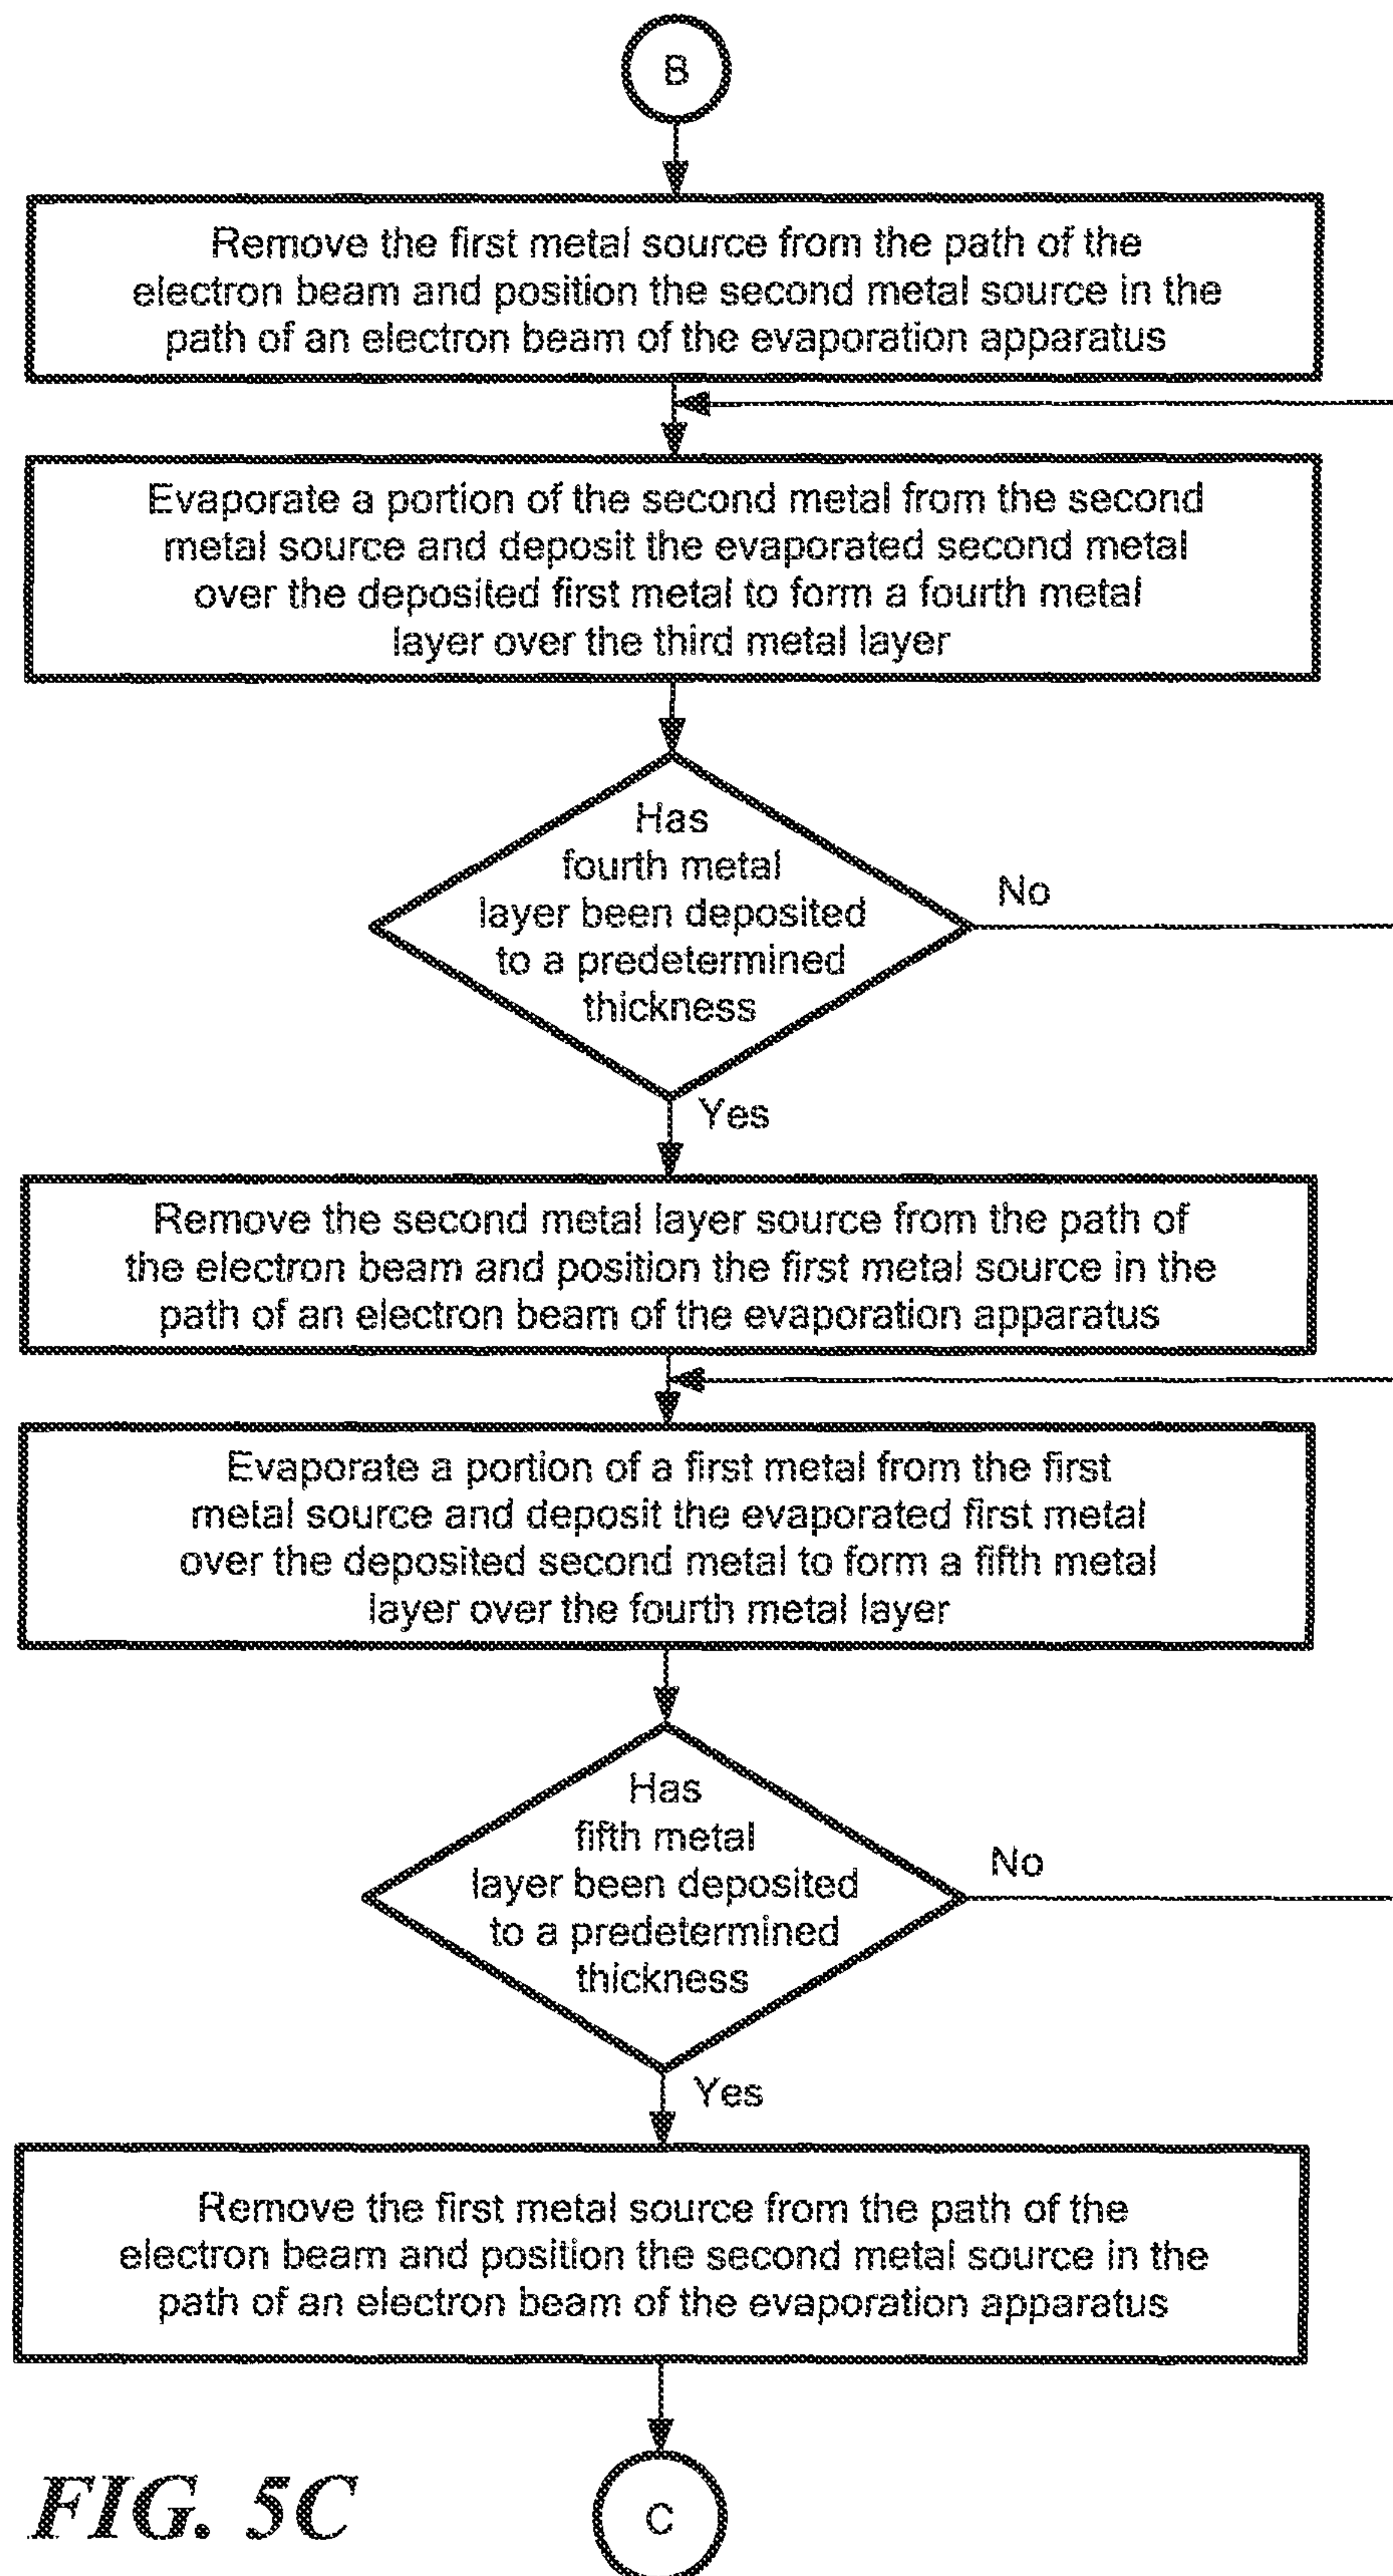 B
Remove the first metal source from the path of the
electron beam and position the second metal source in the
path of an electron beam of the evaporation apparatus
Evaporate a portion of the second metal from the second
metal source and deposit the evaporated second metal
over the deposited first metal to form a fourth metal
layer over the third metal layer
Has
fourth metal
layer been deposited
to a predetermined
thickness
No
Yes
Remove the second metal layer source from the path of
the electron beam and position the first metal source in the
path of an electron beam of the evaporation apparatus
Evaporate a portion of a first metal from the first
metal source and deposit the evaporated first metal
over the deposited second metal to form a fifth metal
layer over the fourth metal layer
Has
fifth metal
layer been deposited
to a predetermined
thickness
No
Yes
Remove the first metal source from the path of the
electron beam and position the second metal source in the
path of an electron beam of the evaporation apparatus
C
FIG. 5C